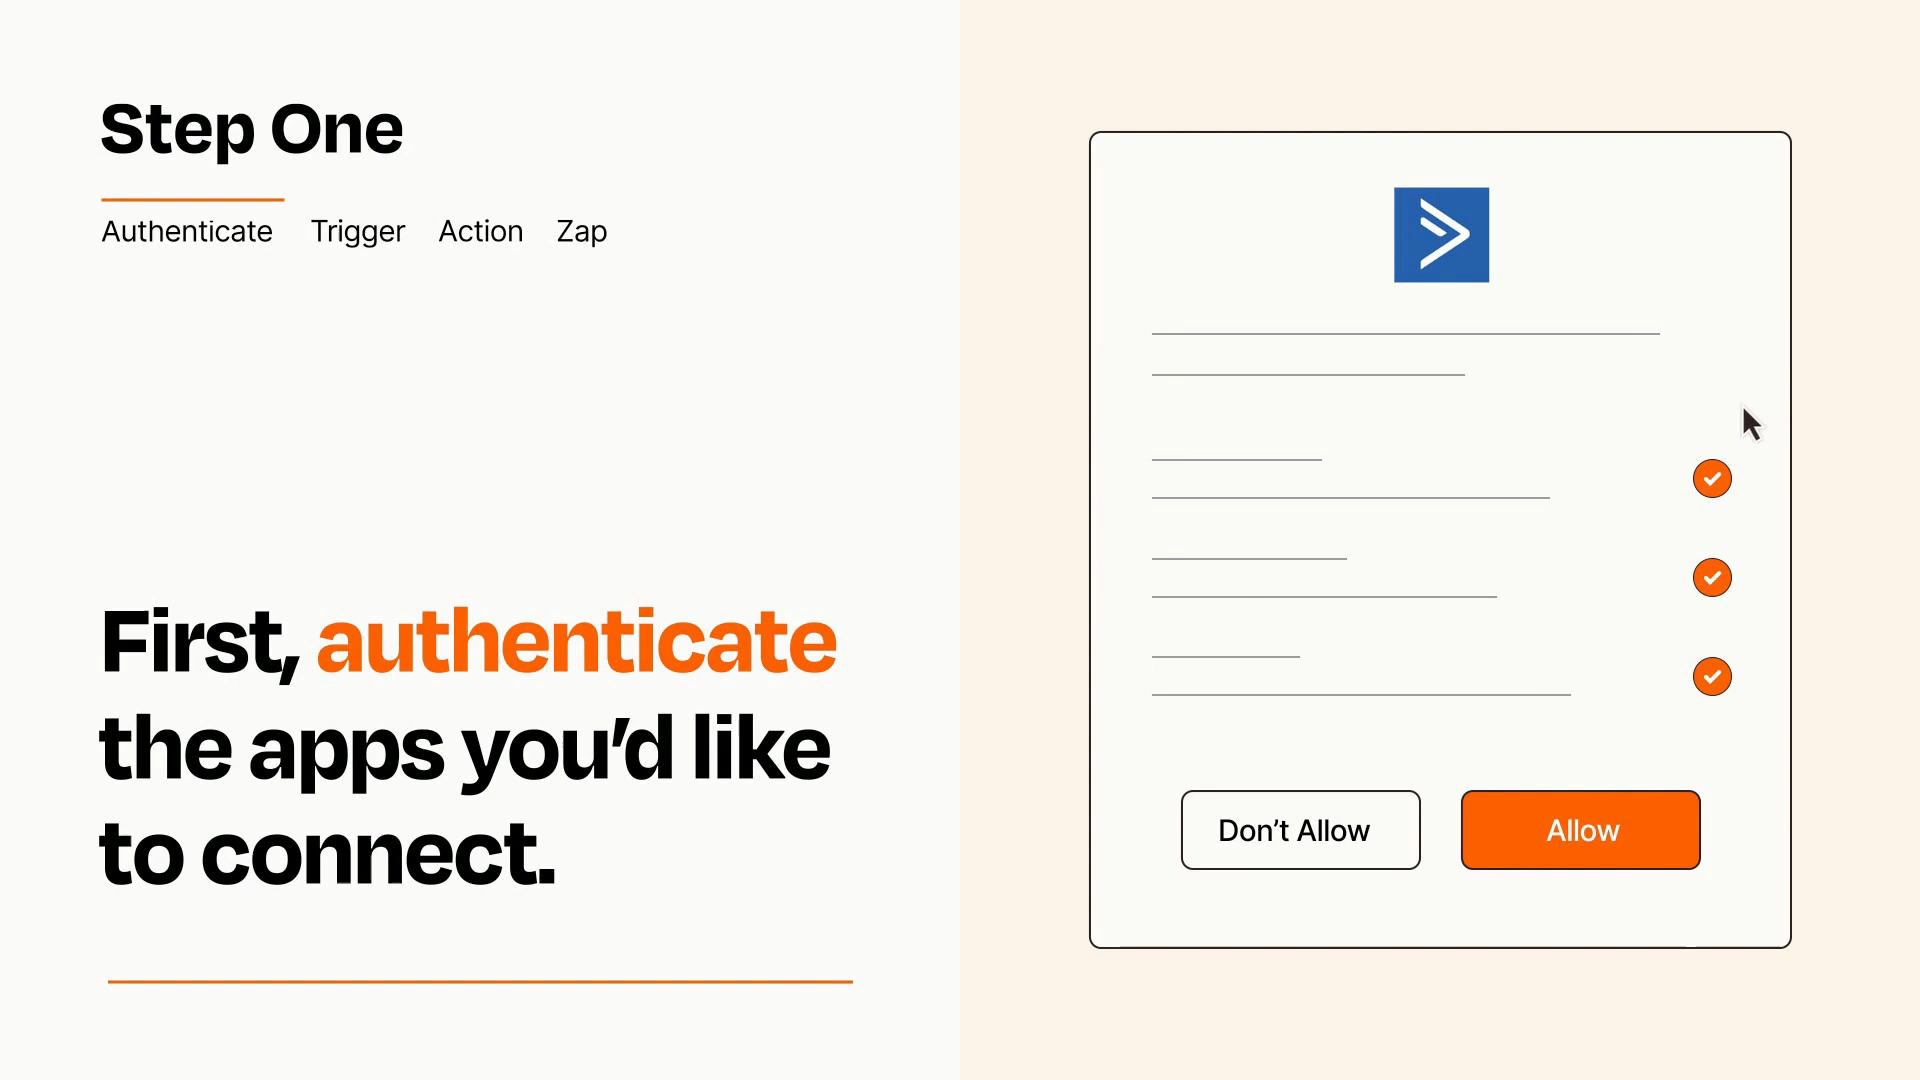 Step One
Authenticate Trigger Action Zap
First, authenticate
the apps you’d like
to connect.
Don’t Allow Allow